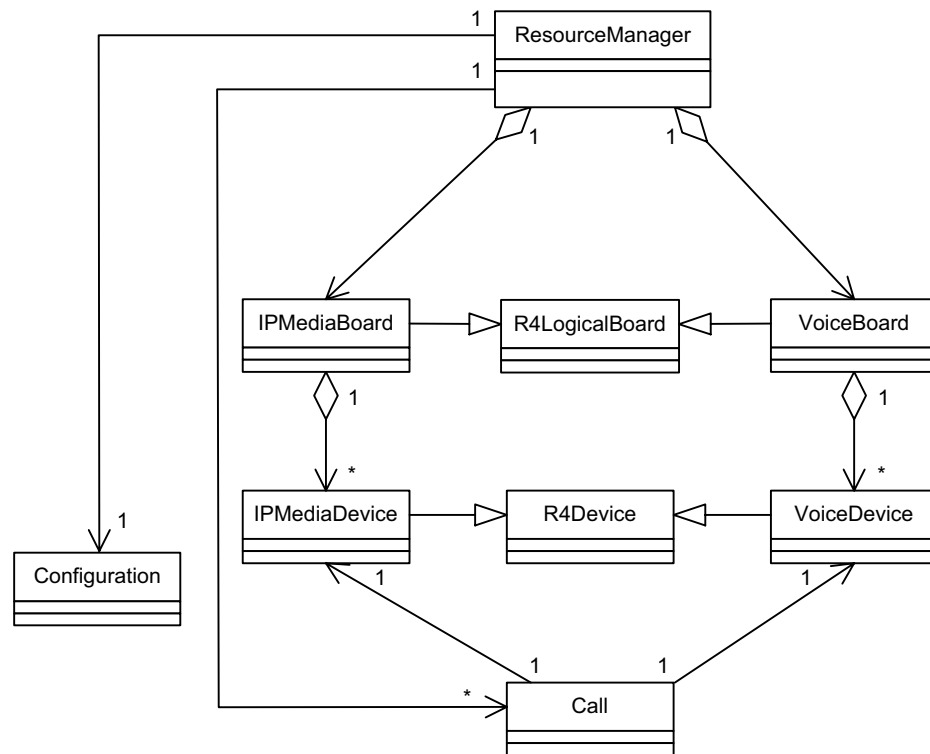 1
ResourceManager
1
1
1
IPMediaBoard
R4LogicalBoard
VoiceBoard
1
1
*
*
IPMediaDevice
R4Device
VoiceDevice
1
Configuration
1
1
1
1
*
Call